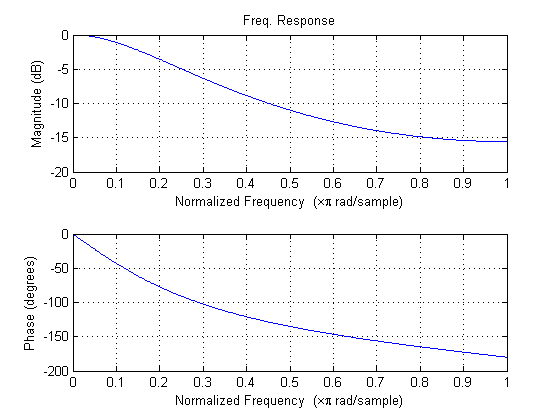 Freq. Response
Magnitude (dB)
0
-5
-10
-15
-20
0 0.1 0.2 0.3 0.4 0.5 0.6 0.7 0.8 0.9 1
Normalized Frequency (×π rad/sample)
Phase (degrees)
0
-50
-100
-150
-200
0 0.1 0.2 0.3 0.4 0.5 0.6 0.7 0.8 0.9 1
Normalized Frequency (×π rad/sample)